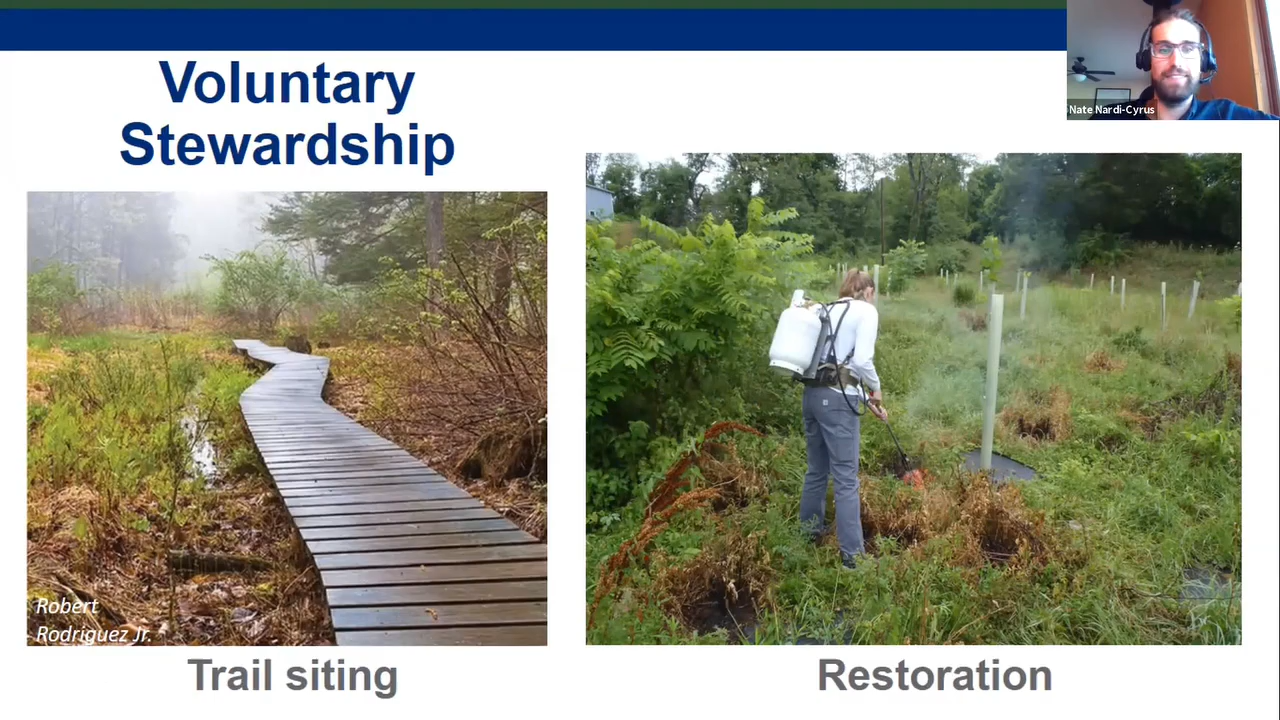 Voluntary
Stewardship
Nate Nardi-Cyrus
Robert
Rodriguez Jr.
Trail siting
Restoration